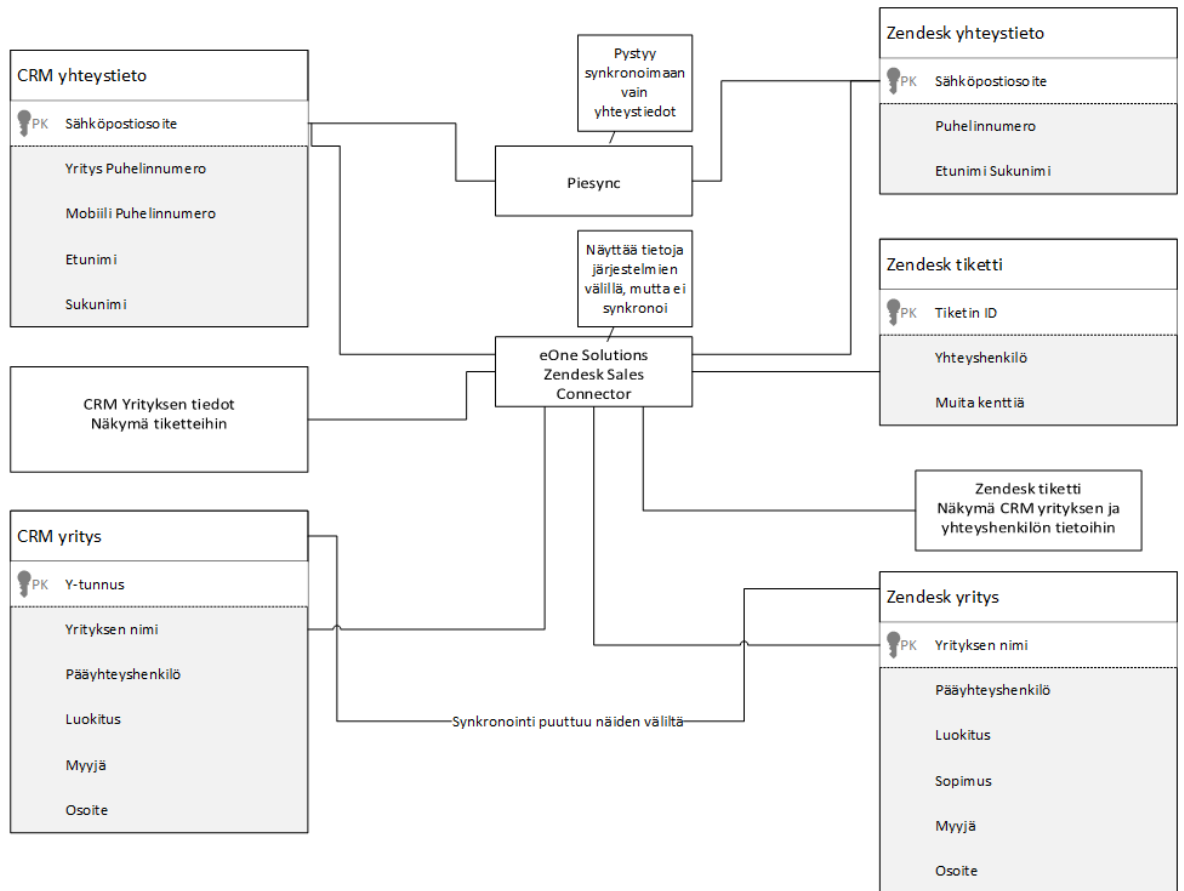 CRM yhteystieto
PK Sähköpostiosoite
Yritys Puhelinnumero
Mobiili Puhelinnumero
Etunimi
Sukunimi
Pystyy
synkronoimaan
vain
yhteystiedot
Piesync
Zendesk yhteystieto
PK Sähköpostiosoite
Puhelinnumero
Etunimi Sukunimi
Näyttää tietoja
järjestelmien
välillä, mutta ei
synkronoi
eOne Solutions
Zendesk Sales
Connector
Zendesk tiketti
PK Tiketin ID
Yhteyshenkilö
Muita kenttiä
CRM Yrityksen tiedot
Näkymä tiketteihin
Zendesk tiketti
Näkymä CRM yrityksen ja
yhteyshenkilön tietoihin
CRM yritys
PK Y-tunnus
Yrityksen nimi
Pääyhteyshenkilö
Luokitus
Myyjä
Osoite
Synkronointi puuttuu näiden väliltä
Zendesk yritys
PK Yrityksen nimi
Pääyhteyshenkilö
Luokitus
Sopimus
Myyjä
Osoite